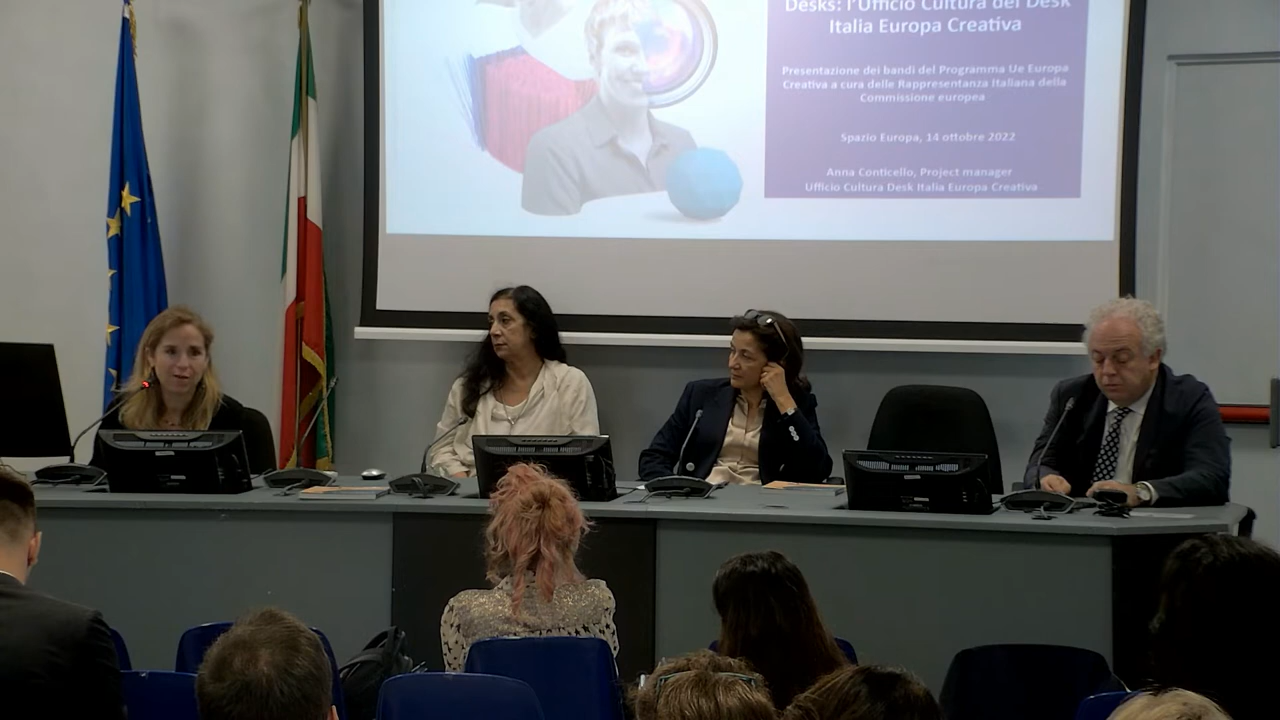 Desks: l'Ufficio Cultura del Desk
Italia Europa Creativa
Presentazione dei bandi del Programma Ue Europa
Creativa a cura delle Rappresentanza Italiana della
Commissione europea
Spazio Europa, 14 ottobre 2022
Anna Conticello, Project manager
Ufficio Cultura Desk Italia Europa Creativa